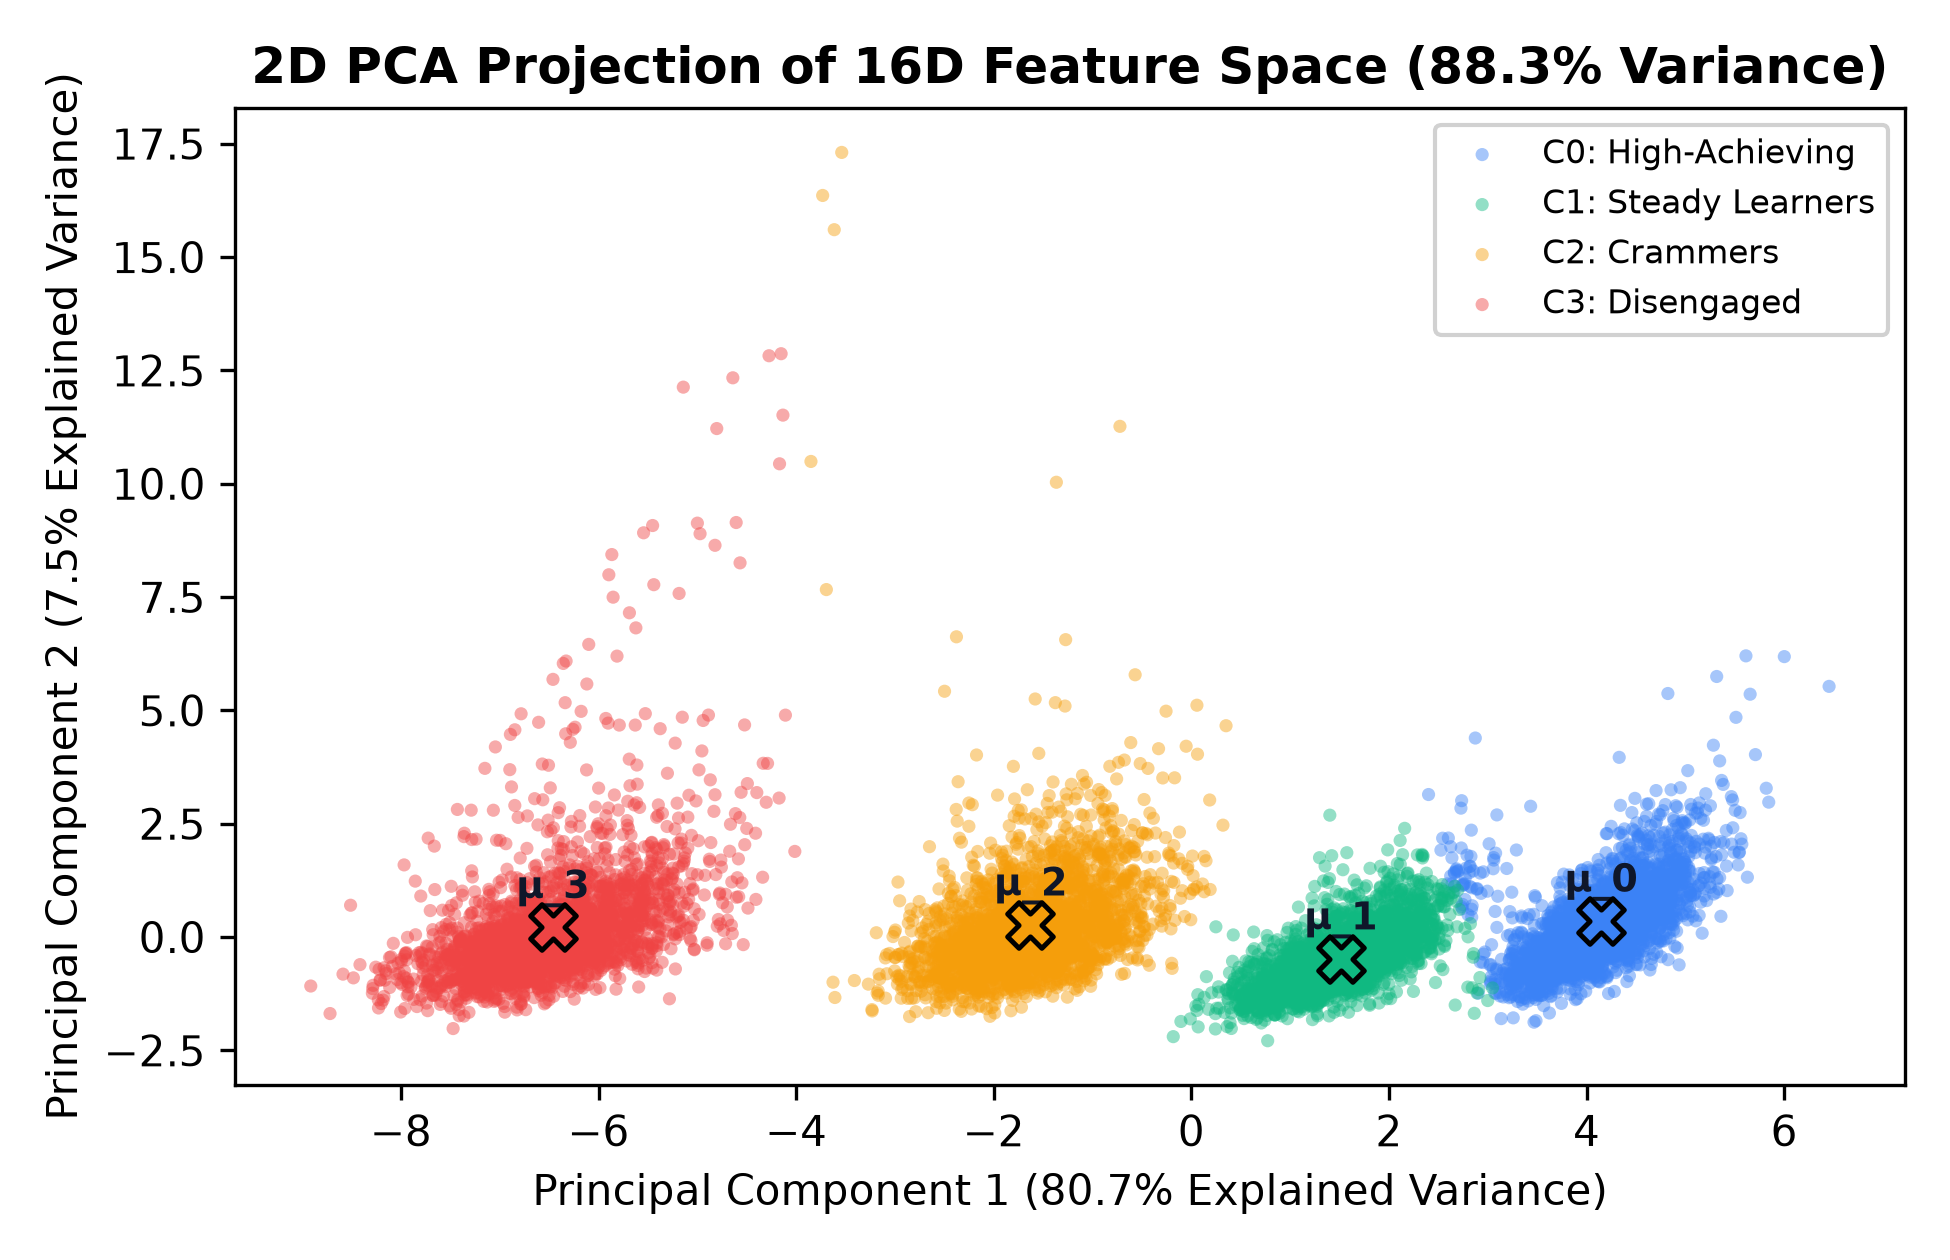 2D PCA Projection of 16D Feature Space (88.3% Variance)
Principal Component 2 (7.5% Explained Variance)
17.5
15.0
12.5
10.0
7.5
5.0
2.5
0.0
−2.5
C0: High-Achieving
C1: Steady Learners
C2: Crammers
C3: Disengaged
μ_3
μ_2
μ_1
μ_0
−8 −6 −4 −2 0 2 4 6
Principal Component 1 (80.7% Explained Variance)